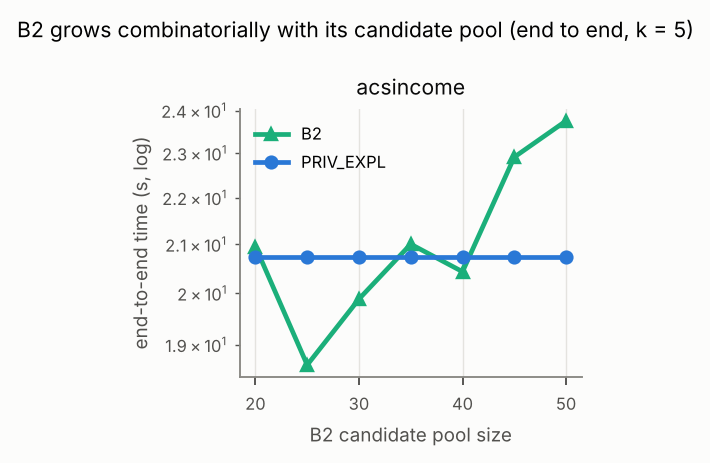 B2 grows combinatorially with its candidate pool (end to end, k = 5)
acsincome
2.4 × 10¹
2.3 × 10¹
2.2 × 10¹
2.1 × 10¹
2 × 10¹
1.9 × 10¹
end-to-end time (s, log)
B2
PRIV_EXPL
20 30 40 50
B2 candidate pool size